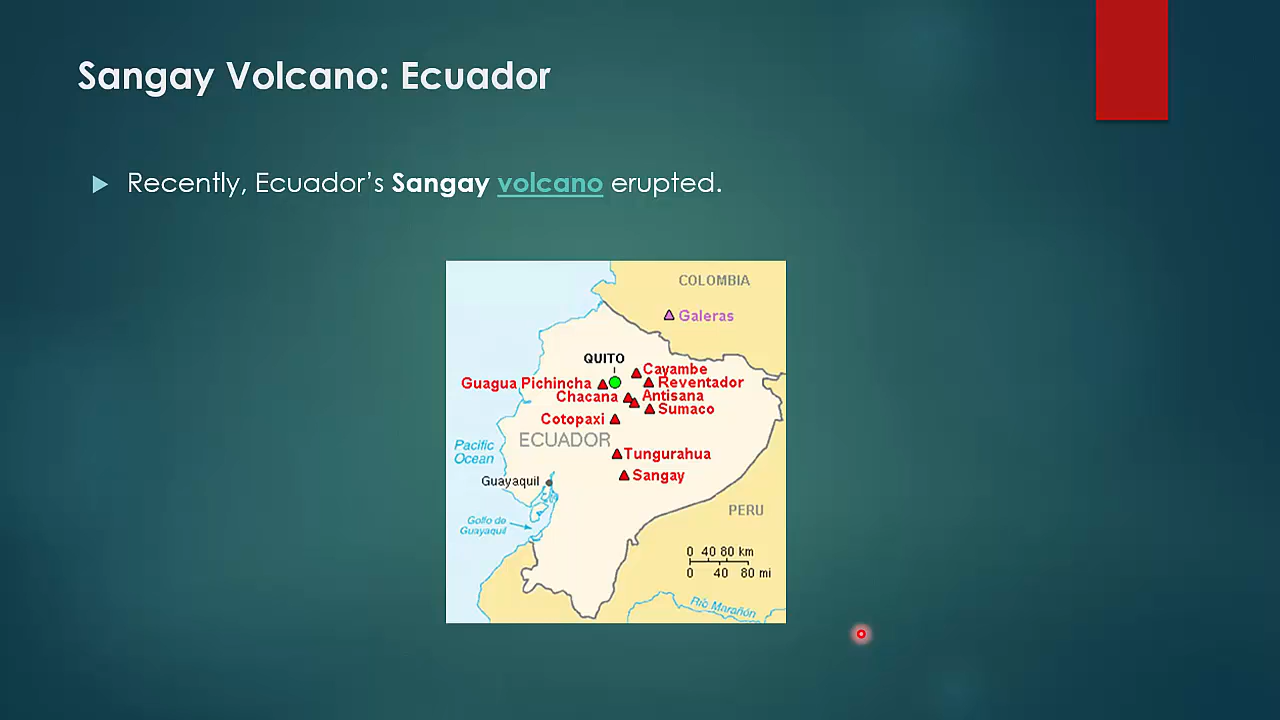 Sangay Volcano: Ecuador
Recently, Ecuador’s Sangay volcano erupted.
COLOMBIA
Galeras
QUITO
Cayambe
Guagua Pichincha
Reventador
Chacana
Antisana
Sumaco
Cotopaxi
ECUADOR
Pacific
Ocean
Tungurahua
Sangay
Guayaquil
PERU
Golfo de
Guayaquil
0 40 80 km
0 40 80 mi
Río Marañón